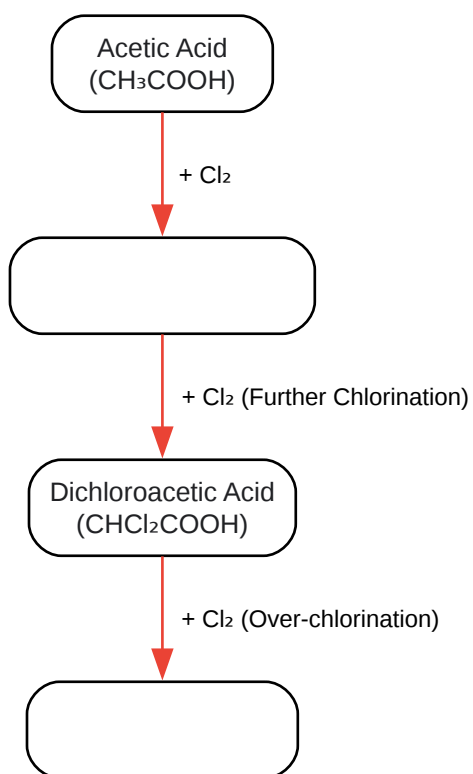 Acetic Acid
(CH₃COOH)
+ Cl₂
+ Cl₂ (Further Chlorination)
Dichloroacetic Acid
(CHCl₂COOH)
+ Cl₂ (Over-chlorination)